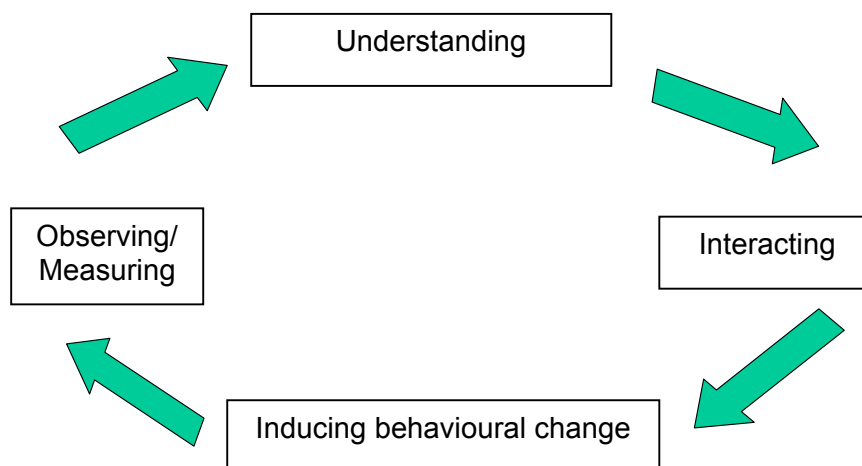 Understanding
Observing/
Measuring
Interacting
Inducing behavioural change